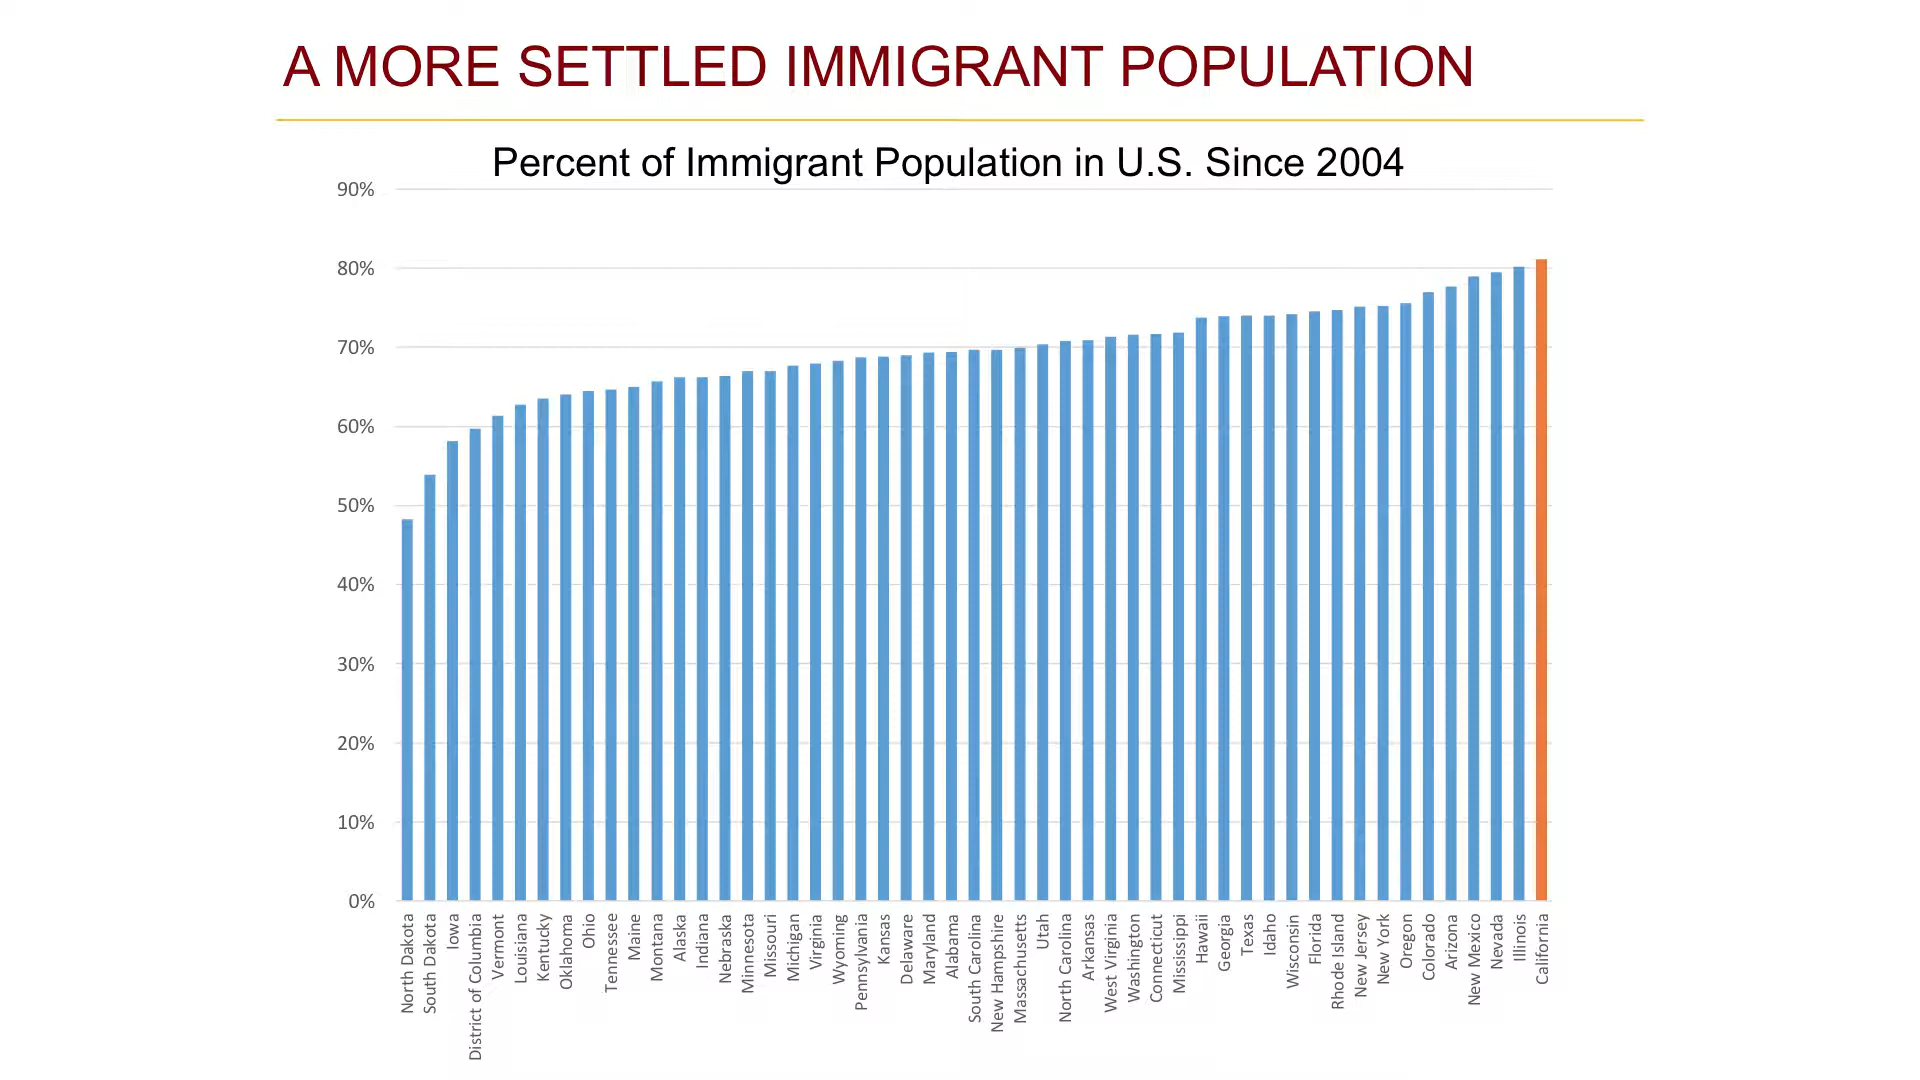 A MORE SETTLED IMMIGRANT POPULATION
Percent of Immigrant Population in U.S. Since 2004
90%
80%
70%
60%
50%
40%
30%
20%
10%
0%
North Dakota
South Dakota
Iowa
District of Columbia
Vermont
Louisiana
Kentucky
Oklahoma
Ohio
Tennessee
Maine
Montana
Alaska
Indiana
Nebraska
Minnesota
Missouri
Michigan
Virginia
Wyoming
Pennsylvania
Kansas
Delaware
Maryland
Alabama
South Carolina
New Hampshire
Massachusetts
Utah
North Carolina
Arkansas
West Virginia
Washington
Connecticut
Mississippi
Hawaii
Georgia
Texas
Idaho
Wisconsin
Florida
Rhode Island
New Jersey
New York
Oregon
Colorado
Arizona
New Mexico
Nevada
Illinois
California